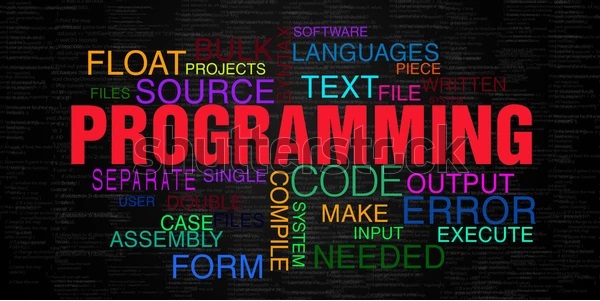 SOFTWARE
BULK
SYNTAX
LANGUAGES
FLOAT
PROJECTS
PIECE
TEXT
WRITTEN
FILES
SOURCE
FILE
PROGRAMMING
shutterstock
SEPARATE
SINGLE
CODE
OUTPUT
USER
DOUBLE
COMPILE
SYSTEM
MAKE
ERROR
CASE
FILES
INPUT
EXECUTE
ASSEMBLY
FORM
NEEDED